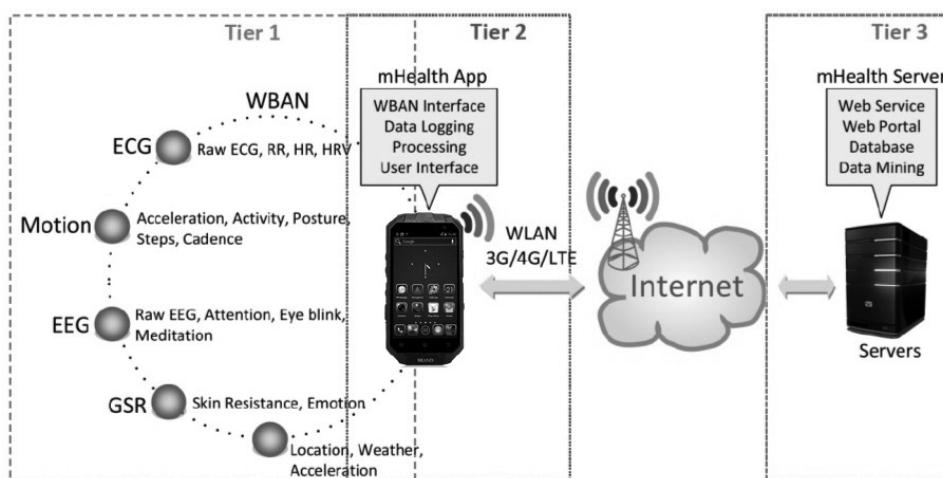 Tier 1
Tier 2
Tier 3
WBAN
mHealth App
WBAN Interface
Data Logging
Processing
User Interface
mHealth Server
Web Service
Web Portal
Database
Data Mining
ECG
Raw ECG, RR, HR, HRV
Motion
Acceleration, Activity, Posture,
Steps, Cadence
EEG
Raw EEG, Attention, Eye blink,
Meditation
GSR
Skin Resistance, Emotion
Location, Weather,
Acceleration
WLAN
3G/4G/LTE
Internet
Servers
Google